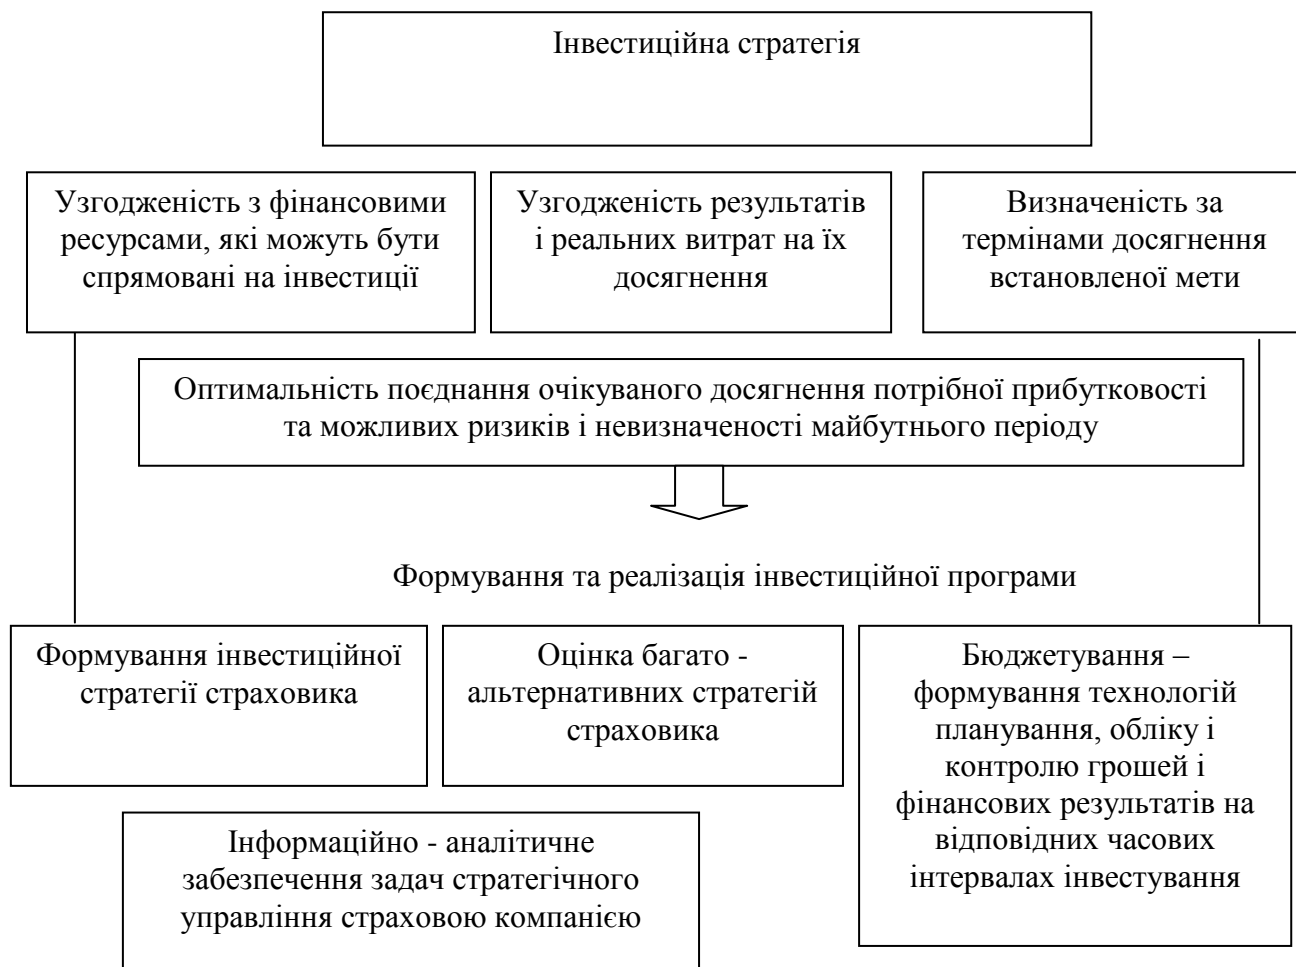 Інвестиційна стратегія
Узгодженість з фінансовими
ресурсами, які можуть бути
спрямовані на інвестиції
Узгодженість результатів
і реальних витрат на їх
досягнення
Визначеність за
термінами досягнення
встановленої мети
Оптимальність поєднання очікуваного досягнення потрібної прибутковості
та можливих ризиків і невизначеності майбутнього періоду
Формування та реалізація інвестиційної програми
Формування інвестиційної
стратегії страховика
Оцінка багато -
альтернативних стратегій
страховика
Бюджетування –
формування технологій
планування, обліку і
контролю грошей і
фінансових результатів на
відповідних часових
інтервалах інвестування
Інформаційно - аналітичне
забезпечення задач стратегічного
управління страховою компанією